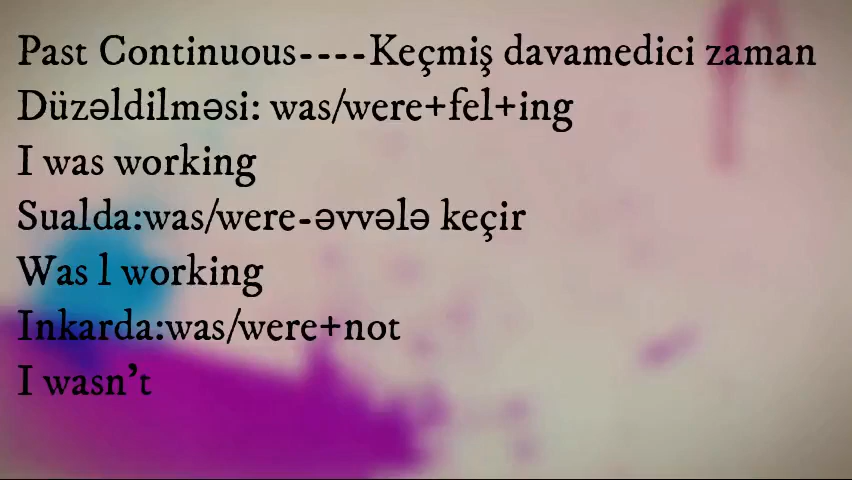 Past Continuous----Keçmiş davamedici zaman
Düzəldilməsi: was/were+fel+ing
I was working
Sualda:was/were-əvvələ keçir
Was l working
Inkarda:was/were+not
I wasn't